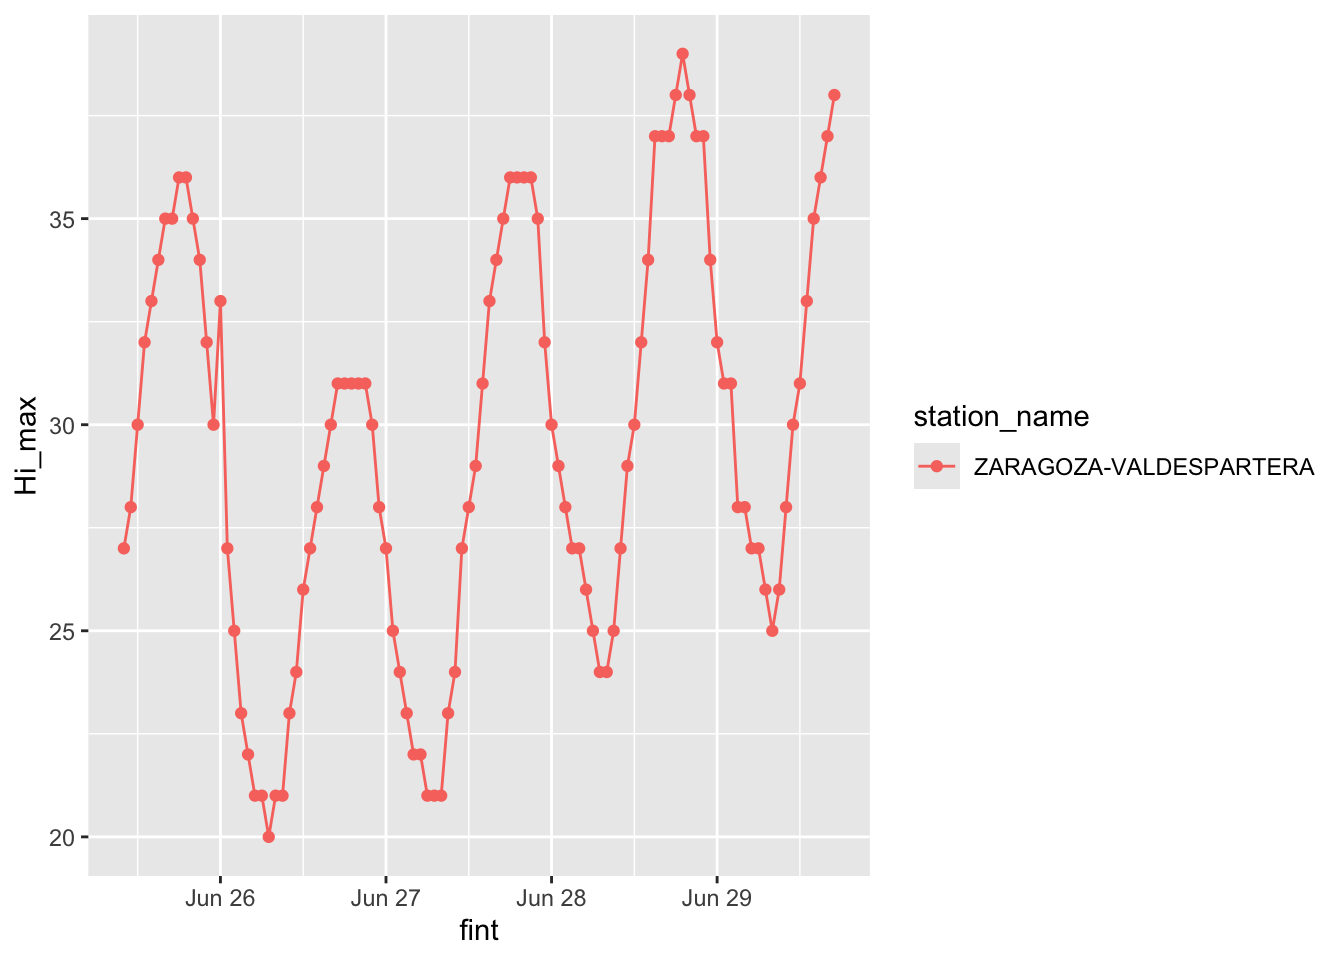 Hi_max
35
30
25
20
Jun 26
Jun 27
Jun 28
Jun 29
fint
station_name
ZARAGOZA-VALDESPARTERA